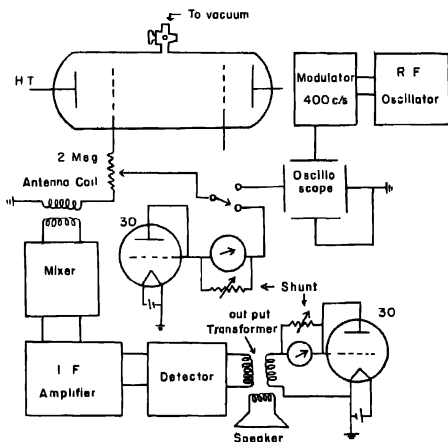 To vacuum
HT
Modulator
400 c/s
R F
Oscillator
2 Meg
Antenna Coil
Oscillo
scope
30
Mixer
Shunt
out put
Transformer
30
I F
Amplifier
Detector
Speaker